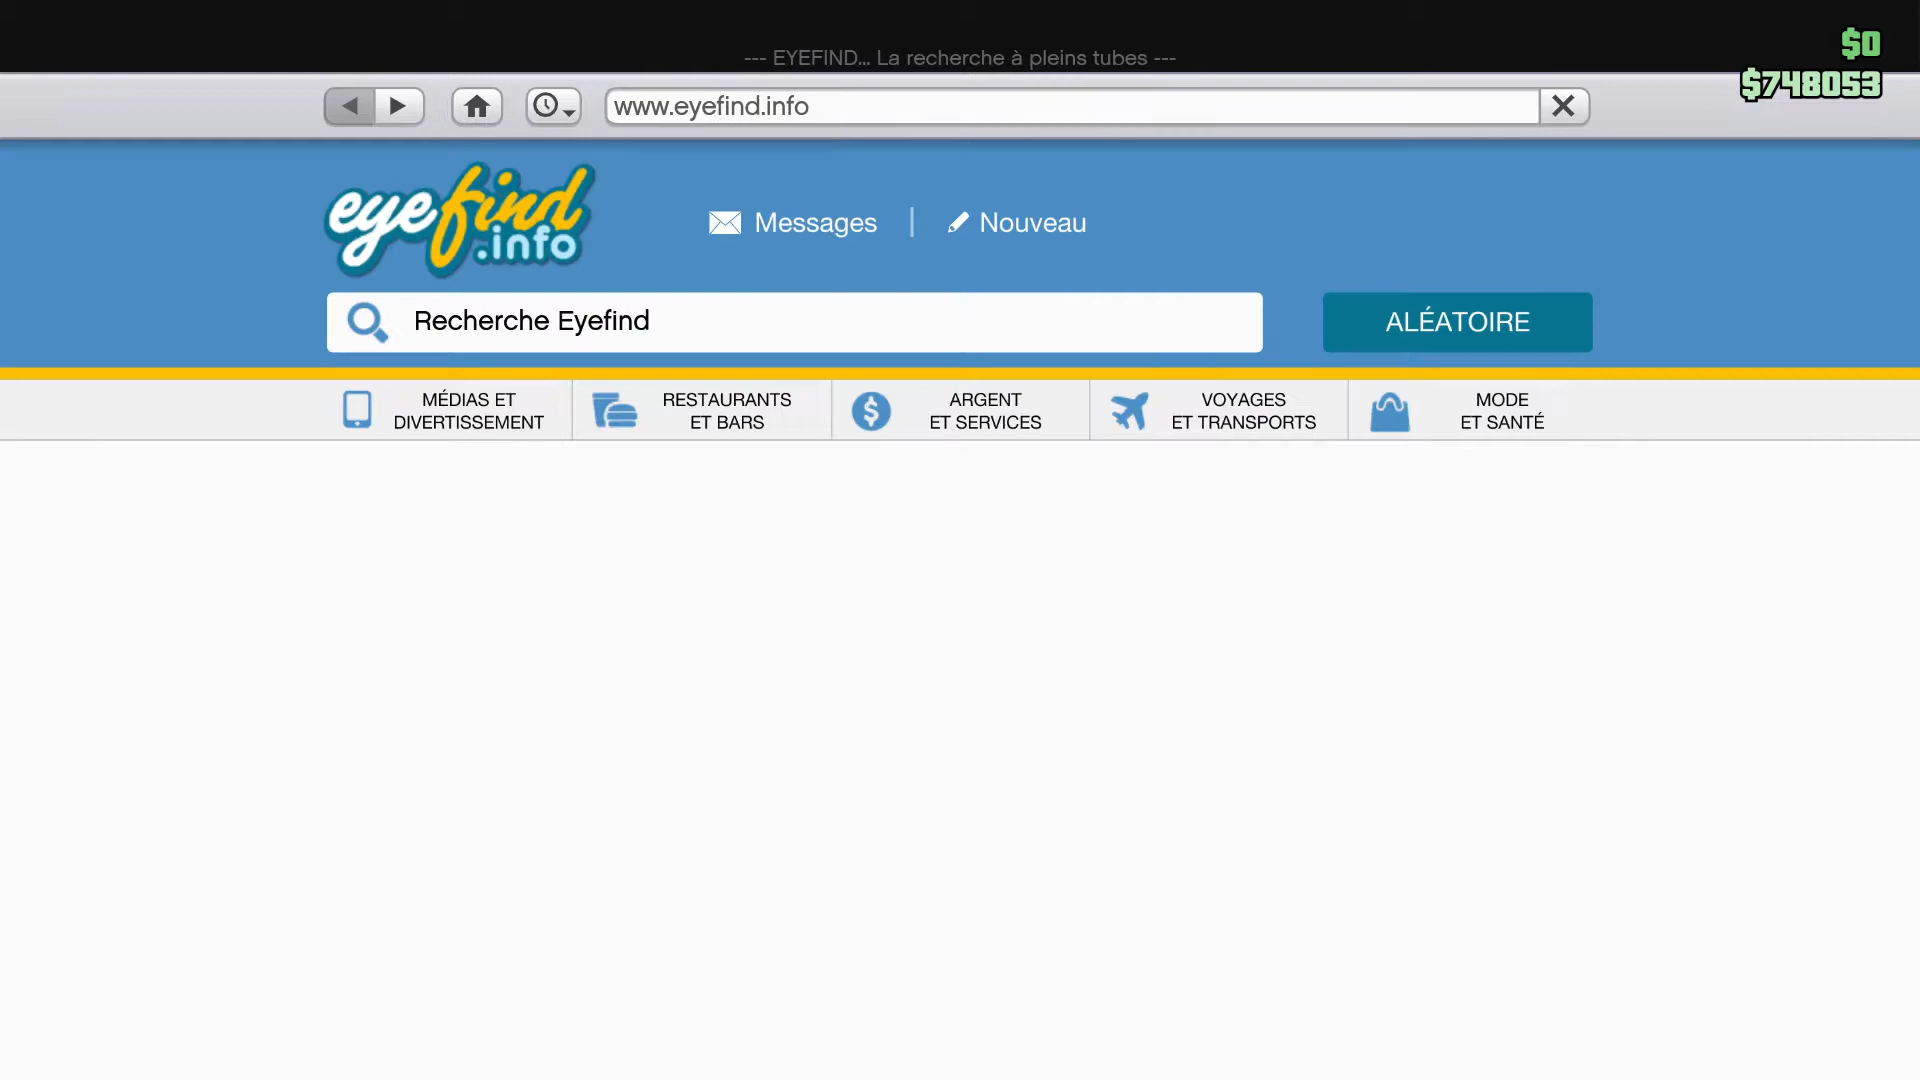 --- EYEFIND... La recherche à pleins tubes ---
$0
$748053
www.eyefind.info
eyefind
.info
Messages
Nouveau
Recherche Eyefind
ALÉATOIRE
MÉDIAS ET
DIVERTISSEMENT
RESTAURANTS
ET BARS
ARGENT
ET SERVICES
VOYAGES
ET TRANSPORTS
MODE
ET SANTÉ